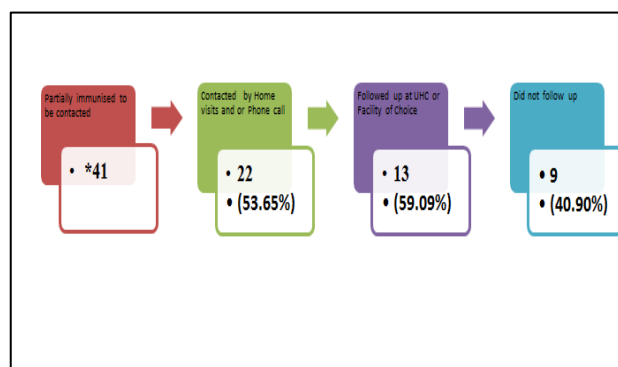 Partially immunised to
be contacted
• *41
Contacted by Home
visits and or Phone call
• 22
• (53.65%)
Followed up at UHC or
Facility of Choice
• 13
• (59.09%)
Did not follow up
• 9
• (40.90%)